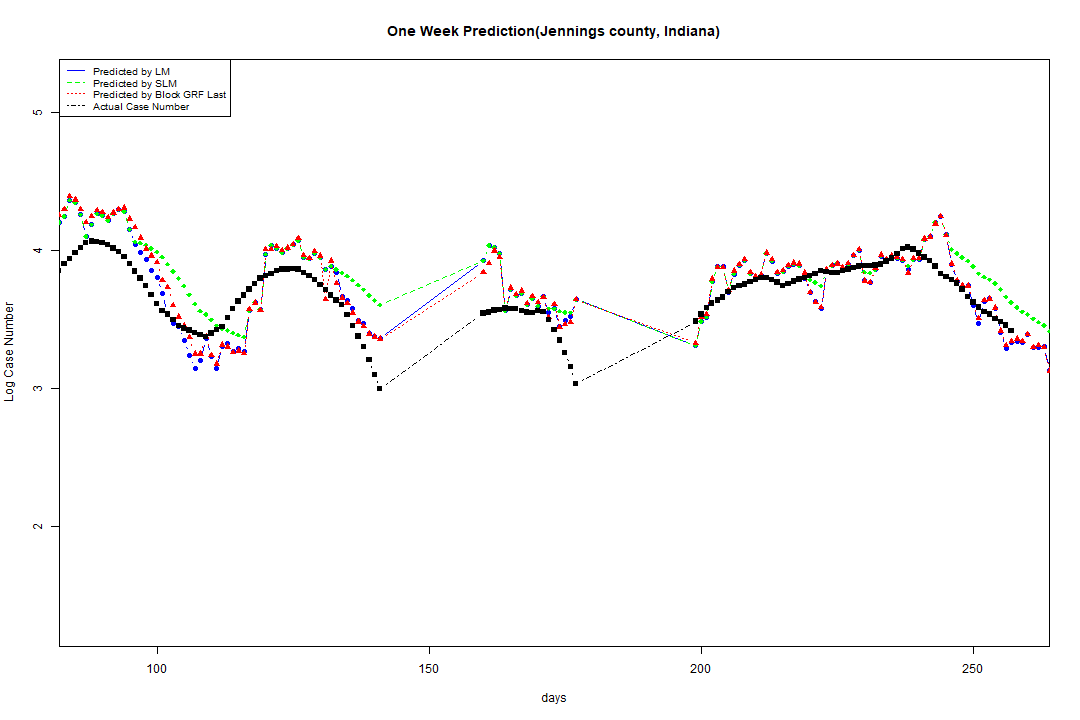 One Week Prediction(Jennings county, Indiana)
Predicted by LM
Predicted by SLM
Predicted by Block GRF Last
Actual Case Number
5
4
3
2
Log Case Number
100 150 200 250
days